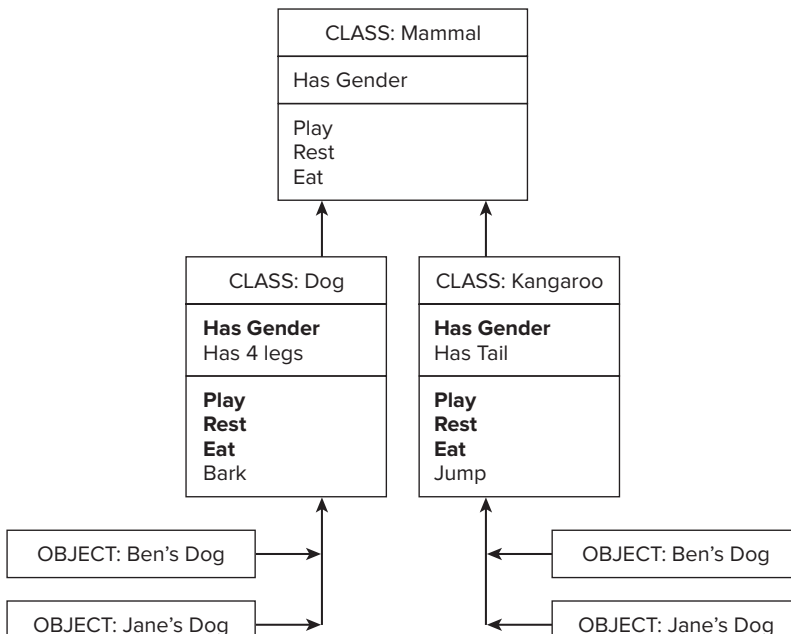 CLASS: Mammal
Has Gender
Play
Rest
Eat
CLASS: Dog
Has Gender
Has 4 legs
Play
Rest
Eat
Bark
CLASS: Kangaroo
Has Gender
Has Tail
Play
Rest
Eat
Jump
OBJECT: Ben's Dog
OBJECT: Jane's Dog
OBJECT: Ben's Dog
OBJECT: Jane's Dog